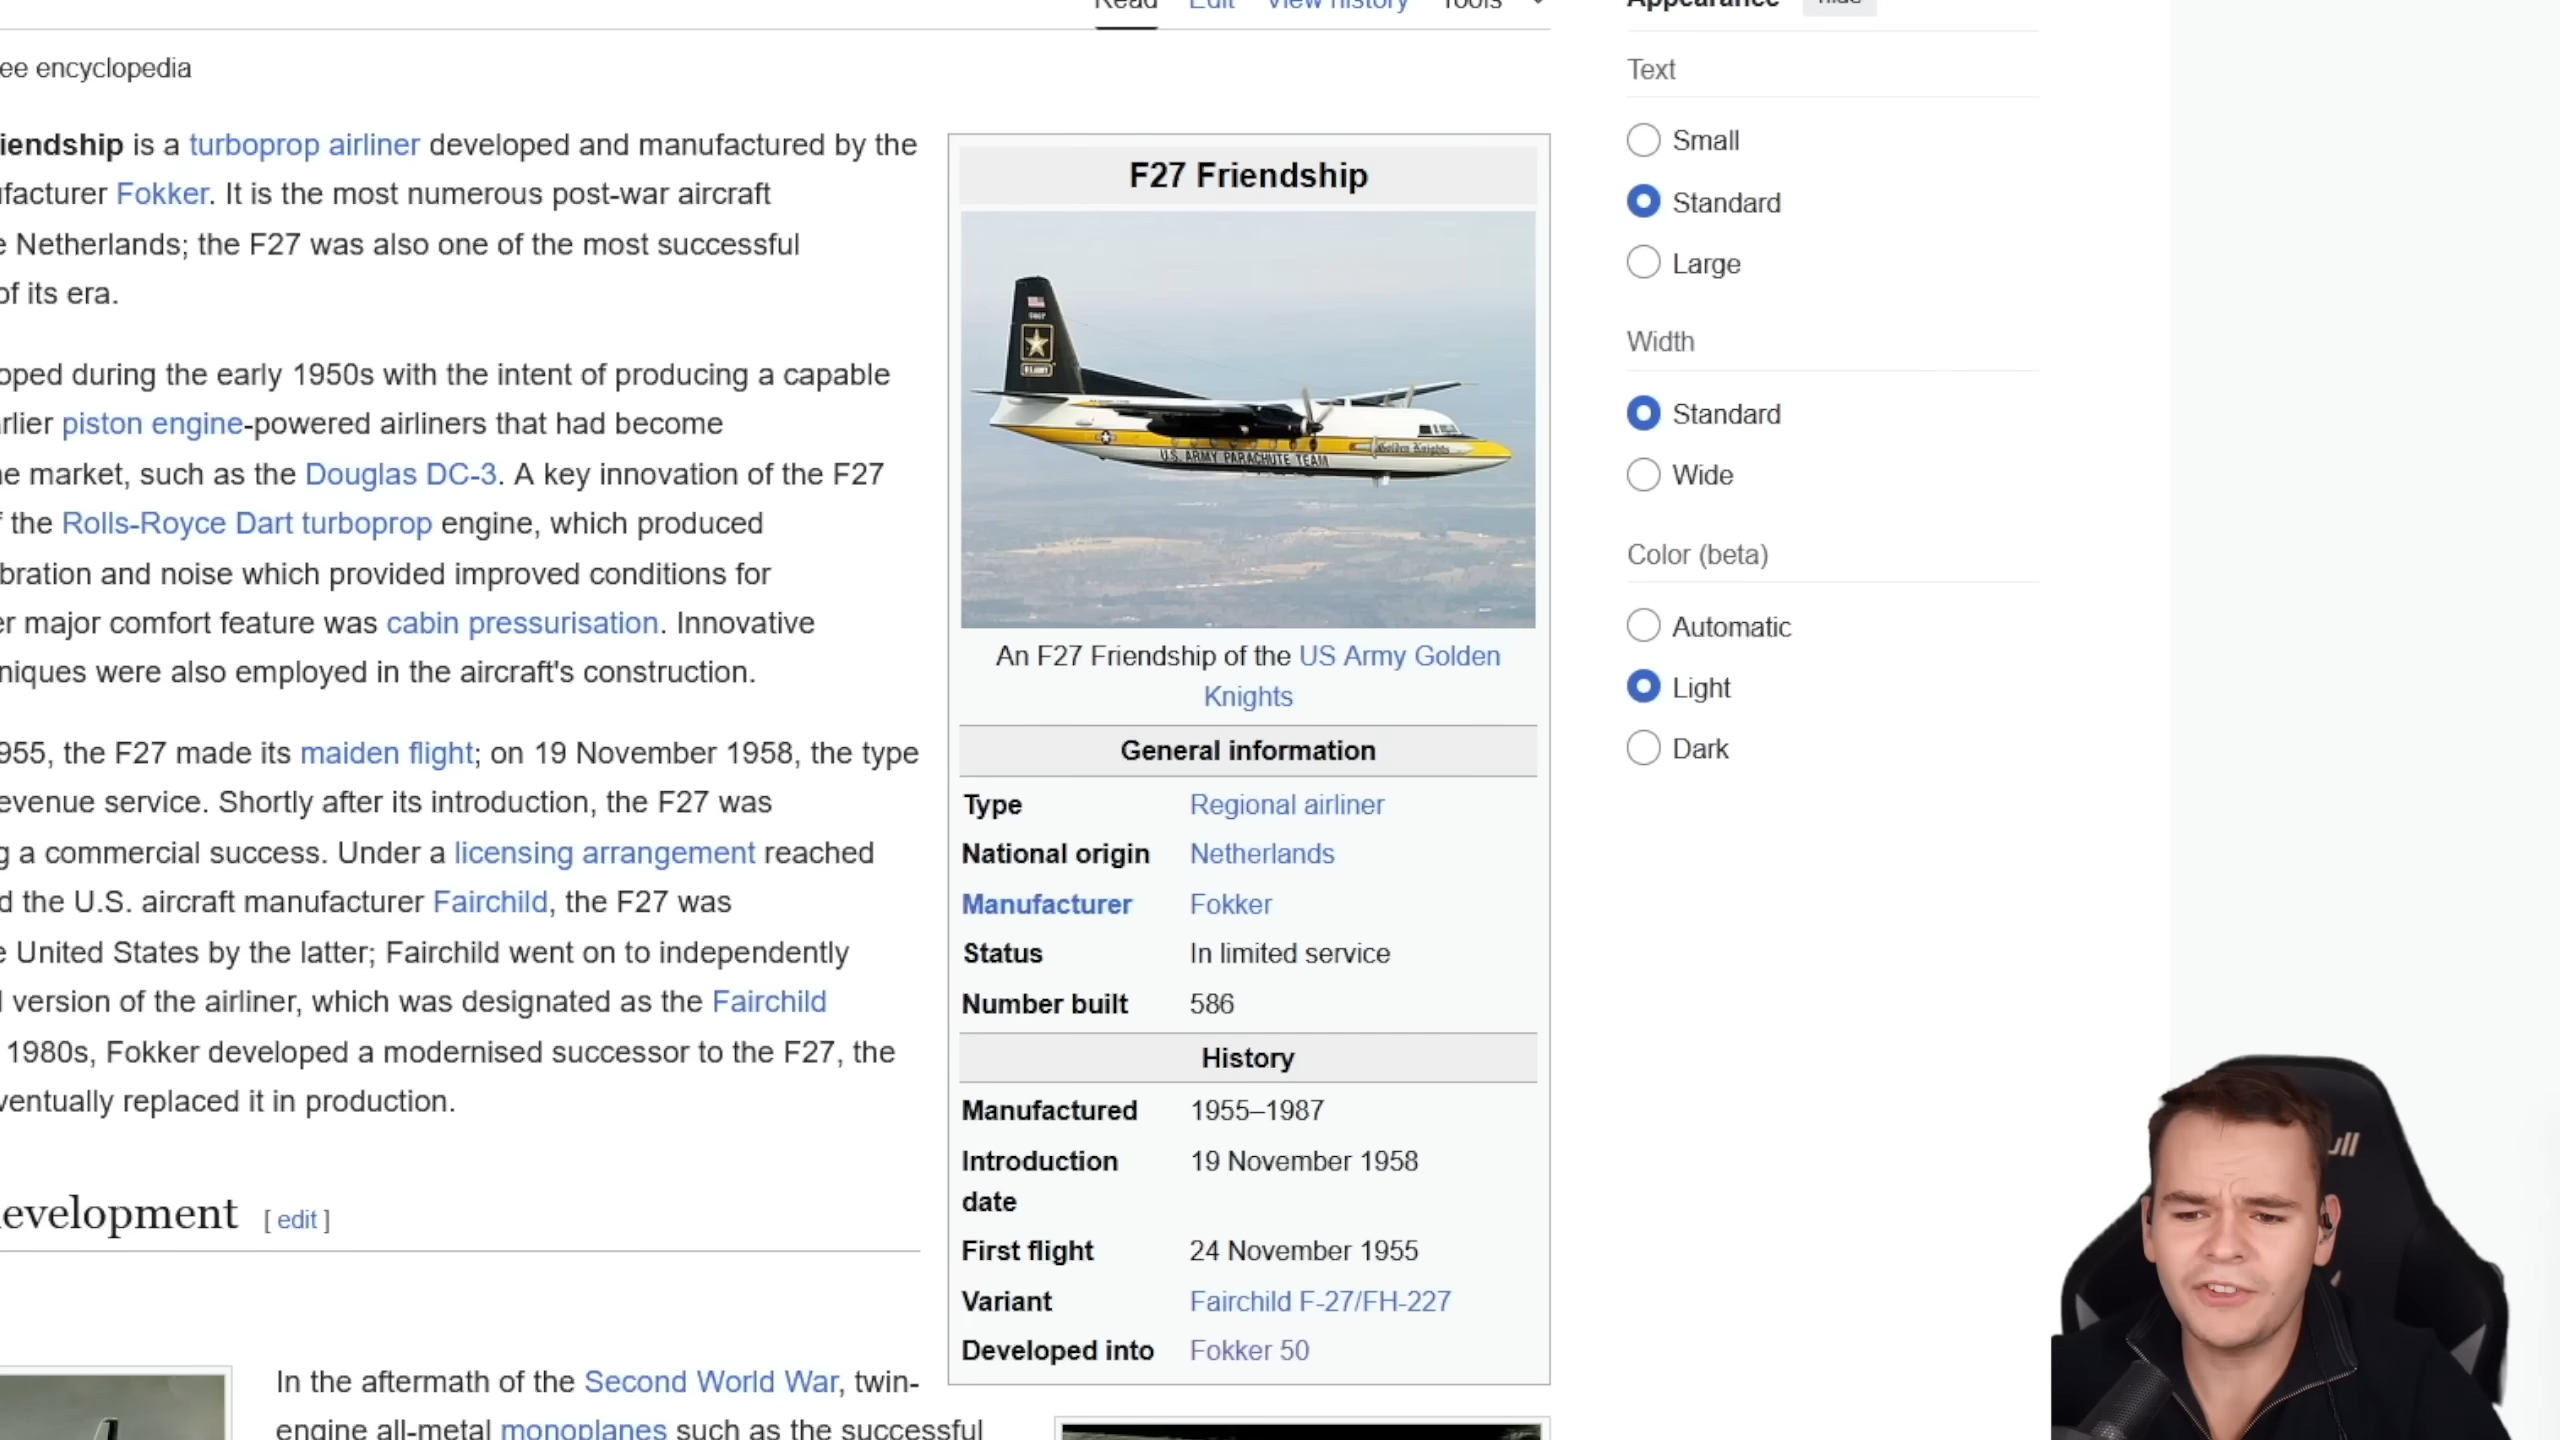 Read Edit View history Tools
Appearance hide
ee encyclopedia
iendship is a turboprop airliner developed and manufactured by the
facturer Fokker. It is the most numerous post-war aircraft
e Netherlands; the F27 was also one of the most successful
of its era.
oped during the early 1950s with the intent of producing a capable
rlier piston engine-powered airliners that had become
e market, such as the Douglas DC-3. A key innovation of the F27
f the Rolls-Royce Dart turboprop engine, which produced
bration and noise which provided improved conditions for
er major comfort feature was cabin pressurisation. Innovative
niques were also employed in the aircraft's construction.
955, the F27 made its maiden flight; on 19 November 1958, the type
evenue service. Shortly after its introduction, the F27 was
g a commercial success. Under a licensing arrangement reached
d the U.S. aircraft manufacturer Fairchild, the F27 was
e United States by the latter; Fairchild went on to independently
version of the airliner, which was designated as the Fairchild
1980s, Fokker developed a modernised successor to the F27, the
ventually replaced it in production.
evelopment [ edit ]
In the aftermath of the Second World War, twin-
engine all-metal monoplanes such as the successful
F27 Friendship
U.S. ARMY
Golden Knights
U.S. ARMY PARACHUTE TEAM
An F27 Friendship of the US Army Golden
Knights
General information
Type Regional airliner
National origin Netherlands
Manufacturer Fokker
Status In limited service
Number built 586
History
Manufactured 1955–1987
Introduction 19 November 1958
date
First flight 24 November 1955
Variant Fairchild F-27/FH-227
Developed into Fokker 50
Text
Small
Standard
Large
Width
Standard
Wide
Color (beta)
Automatic
Light
Dark